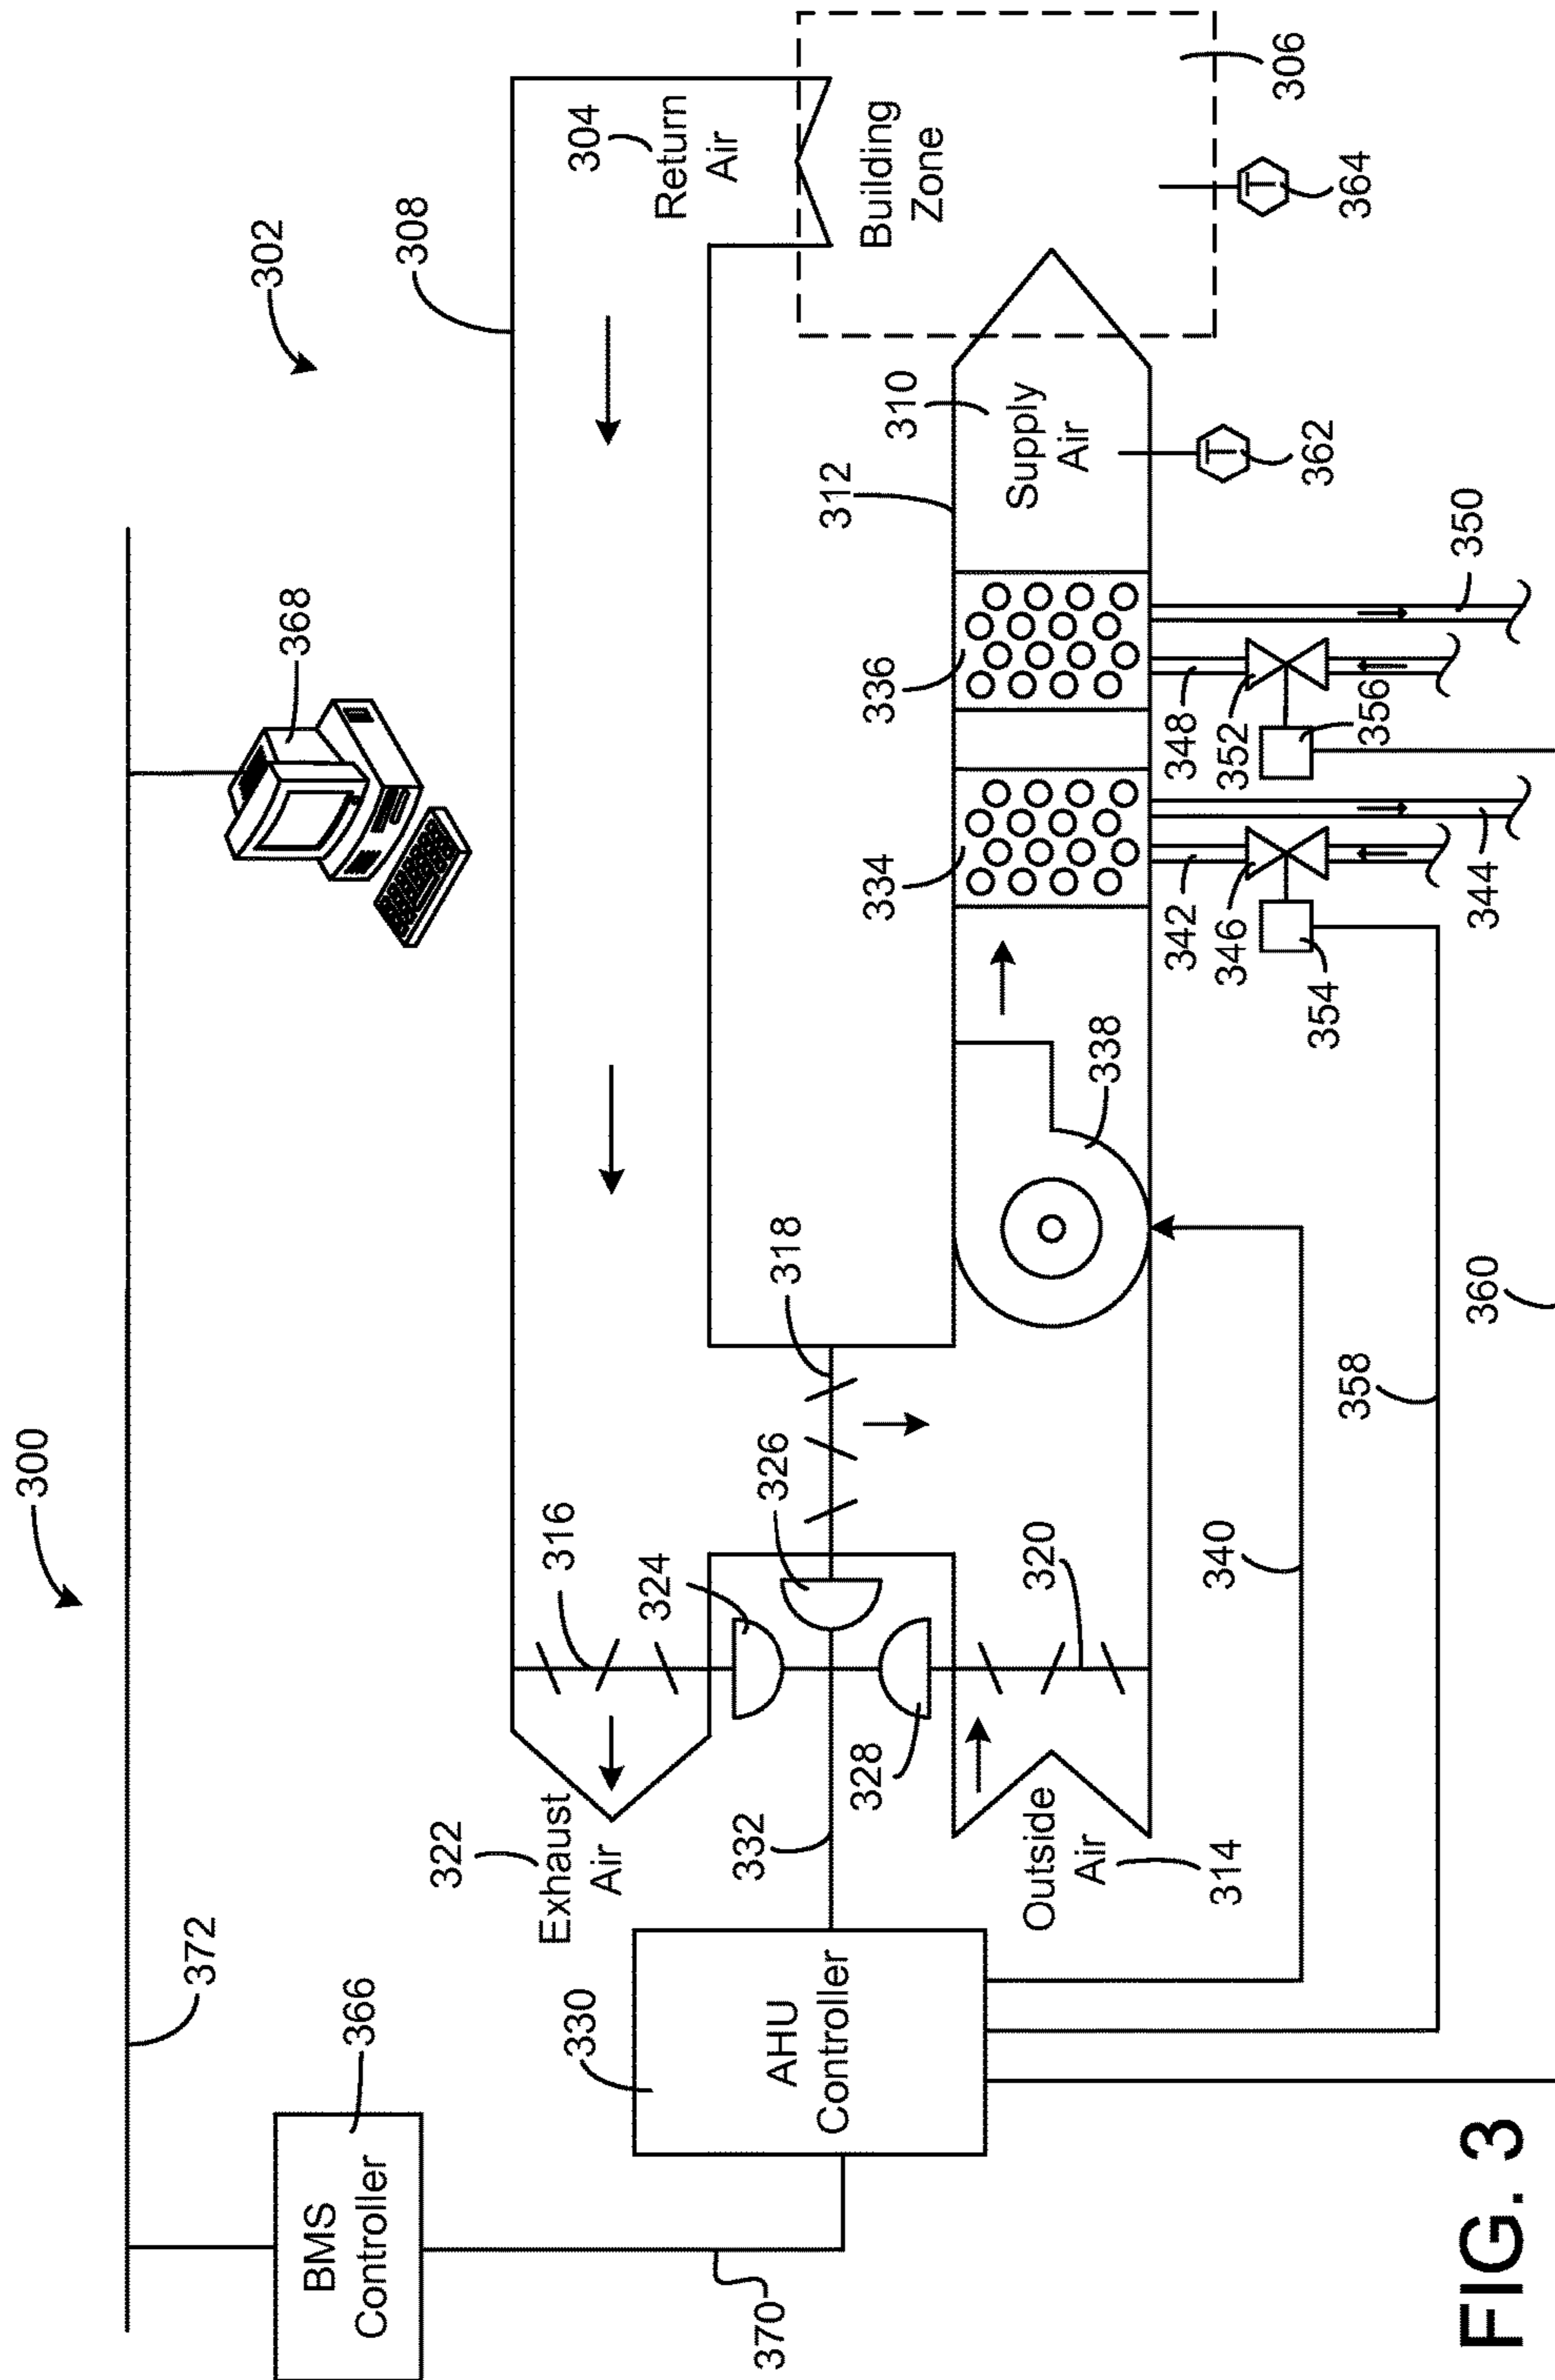 300
372
366
BMS
Controller
370
368
302
308
304
Return
Air
306
Building
Zone
364
T
322
Exhaust
Air
316
324
326
318
332
328
330
AHU
Controller
Outside
Air
314
320
338
334
336
312
310
Supply
Air
T
362
342
346
354
344
348
352
356
350
340
358
360
FIG. 3